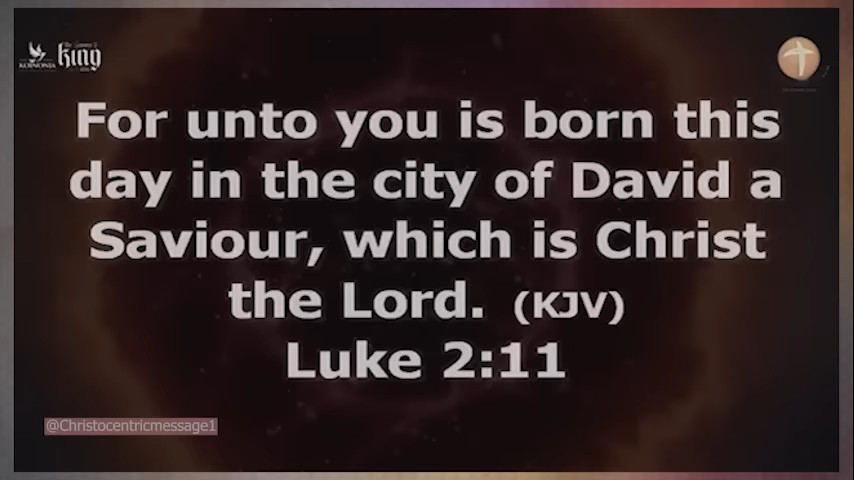 KOINONIA
King
For unto you is born this
day in the city of David a
Saviour, which is Christ
the Lord. (KJV)
Luke 2:11
@Christocentricmessage1